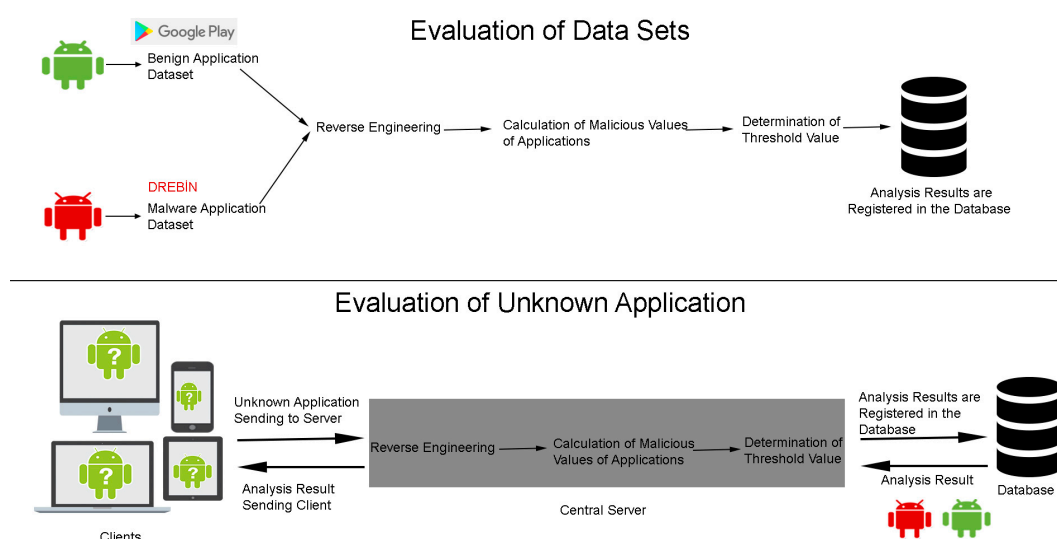 Google Play
Evaluation of Data Sets
Benign Application
Dataset
Reverse Engineering
Calculation of Malicious Values
of Applications
Determination of
Threshold Value
DREBİN
Malware Application
Dataset
Analysis Results are
Registered in the Database
Evaluation of Unknown Application
?
?
?
?
Unknown Application
Sending to Server
Analysis Result
Sending Client
Clients
Reverse Engineering
Calculation of Malicious
Values of Applications
Determination of
Threshold Value
Central Server
Analysis Results are
Registered in the
Database
Analysis Result
Database